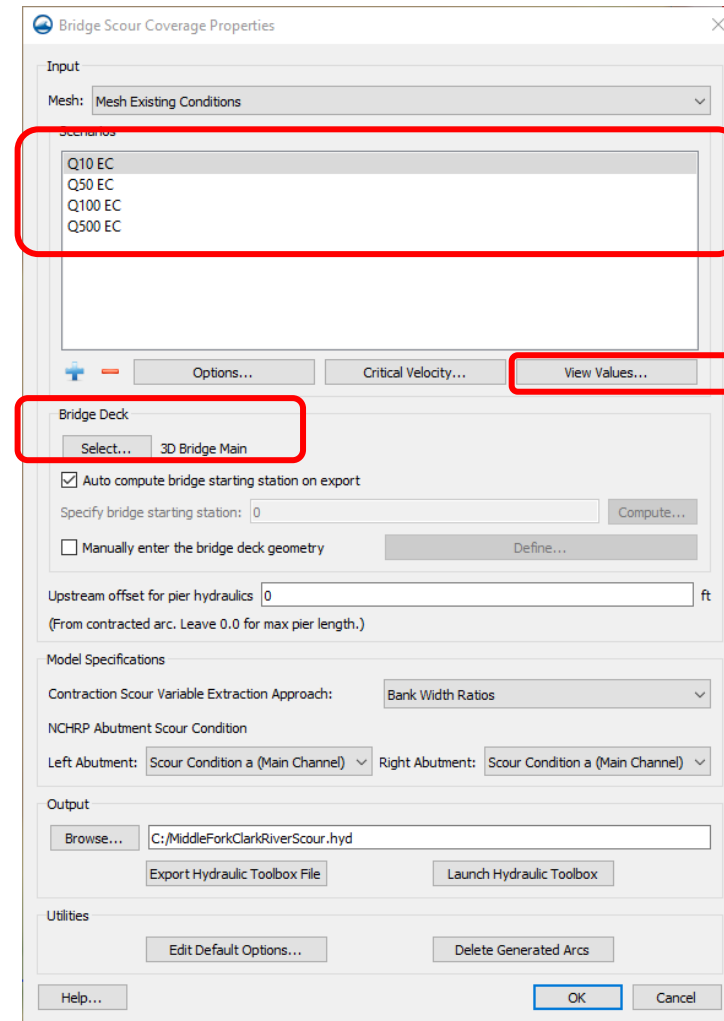 Bridge Scour Coverage Properties
Input
Mesh: Mesh Existing Conditions
Scenarios
Q10 EC
Q50 EC
Q100 EC
Q500 EC
Options... Critical Velocity... View Values...
Bridge Deck
Select... 3D Bridge Main
Auto compute bridge starting station on export
Specify bridge starting station: 0 Compute...
Manually enter the bridge deck geometry Define...
Upstream offset for pier hydraulics 0 ft
(From contracted arc. Leave 0.0 for max pier length.)
Model Specifications
Contraction Scour Variable Extraction Approach: Bank Width Ratios
NCHRP Abutment Scour Condition
Left Abutment: Scour Condition a (Main Channel) Right Abutment: Scour Condition a (Main Channel)
Output
Browse... C:/MiddleForkClarkRiverScour.hyd
Export Hydraulic Toolbox File Launch Hydraulic Toolbox
Utilities
Edit Default Options... Delete Generated Arcs
Help... OK Cancel